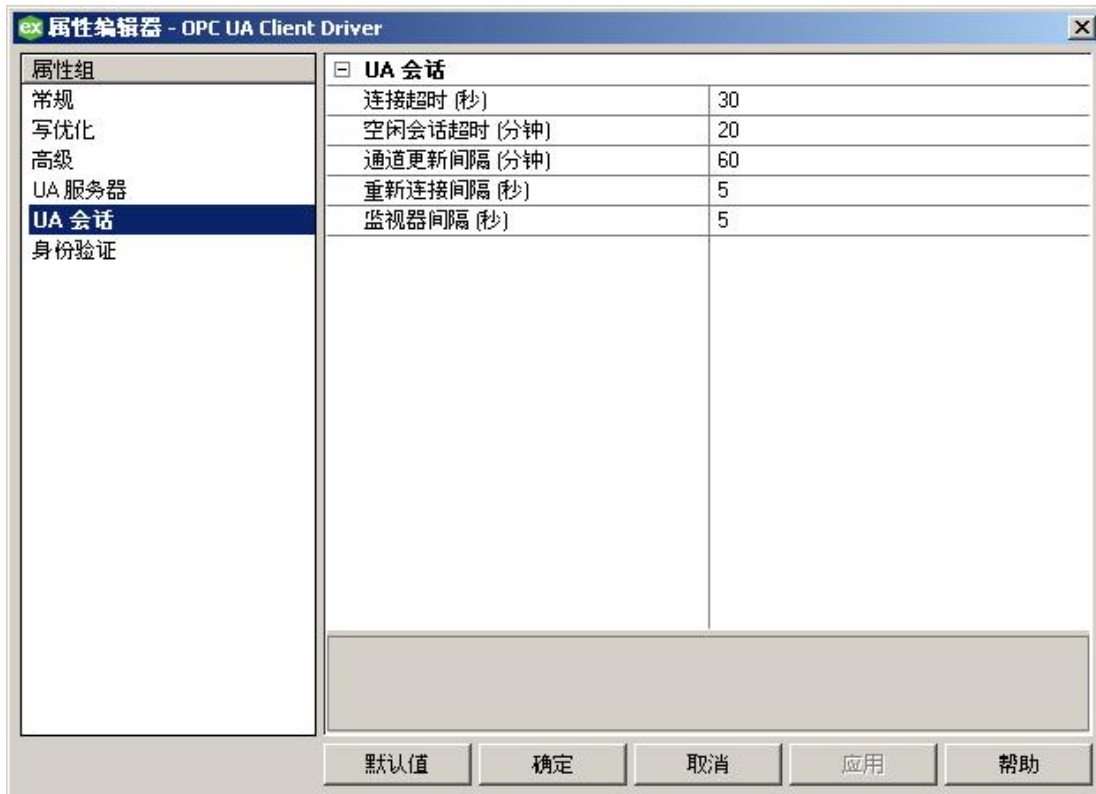 ex 属性编辑器 - OPC UA Client Driver
属性组
常规
写优化
高级
UA 服务器
UA 会话
身份验证
UA 会话
连接超时 (秒) 30
空闲会话超时 (分钟) 20
通道更新间隔 (分钟) 60
重新连接间隔 (秒) 5
监视器间隔 (秒) 5
默认值 确定 取消 应用 帮助